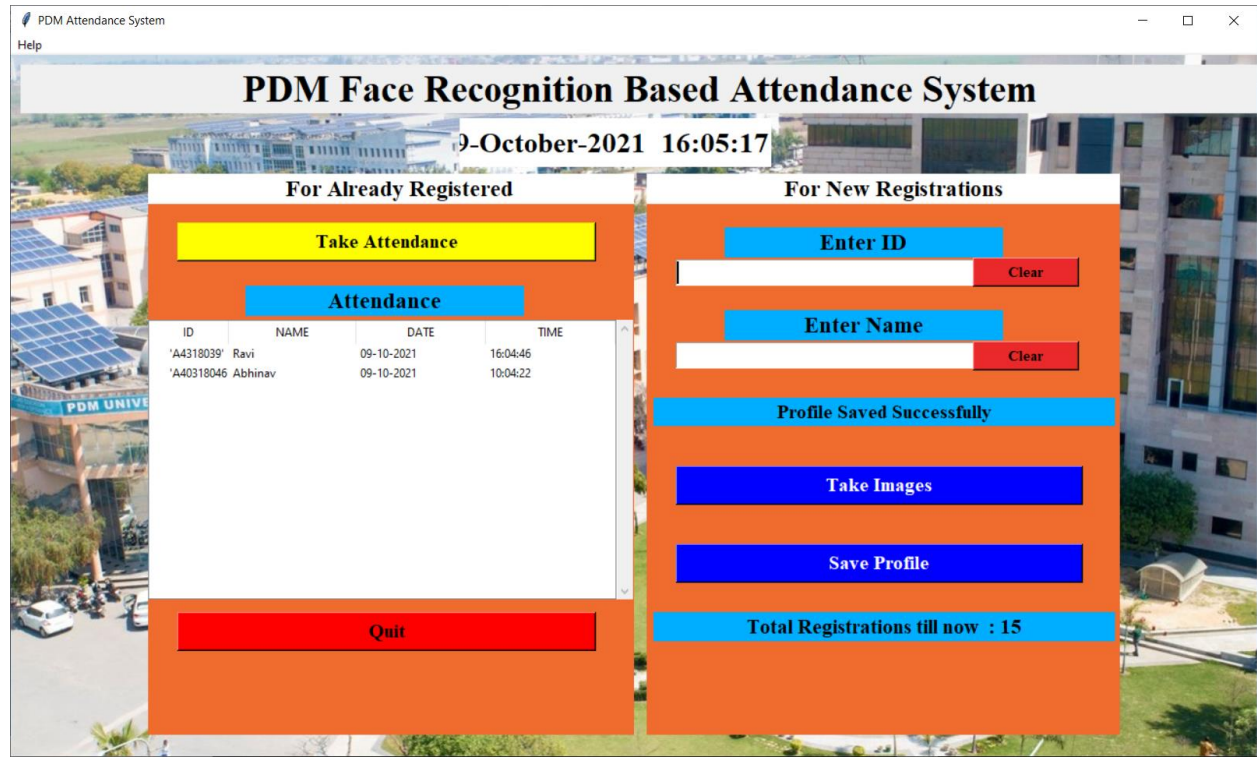 PDM Attendance System
Help
PDM Face Recognition Based Attendance System
9-October-2021 16:05:17
For Already Registered
Take Attendance
Attendance
ID NAME DATE TIME
'A4318039' Ravi 09-10-2021 16:04:46
'A40318046 Abhinav 09-10-2021 10:04:22
Quit
For New Registrations
Enter ID
Clear
Enter Name
Clear
Profile Saved Successfully
Take Images
Save Profile
Total Registrations till now : 15
PDM UNIVE